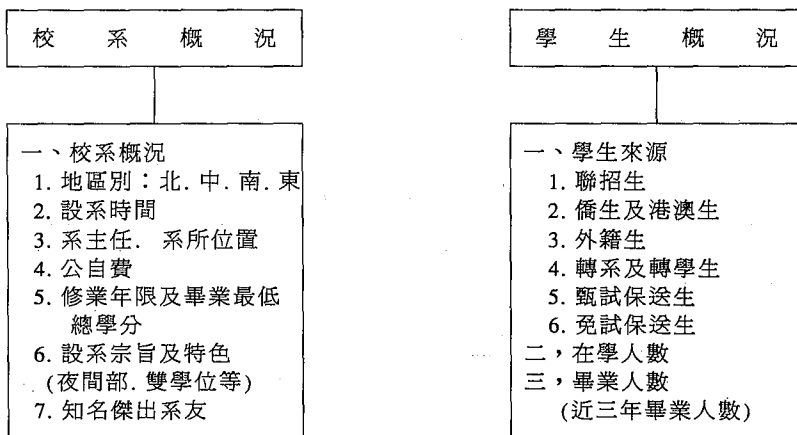 校系概況
一、校系概況
1. 地區別：北. 中. 南. 東
2. 設系時間
3. 系主任. 系所位置
4. 公自費
5. 修業年限及畢業最低
總學分
6. 設系宗旨及特色
(夜間部. 雙學位等)
7. 知名傑出系友
學生概況
一、學生來源
1. 聯招生
2. 僑生及港澳生
3. 外籍生
4. 轉系及轉學生
5. 甄試保送生
6. 免試保送生
二，在學人數
三，畢業人數
(近三年畢業人數)